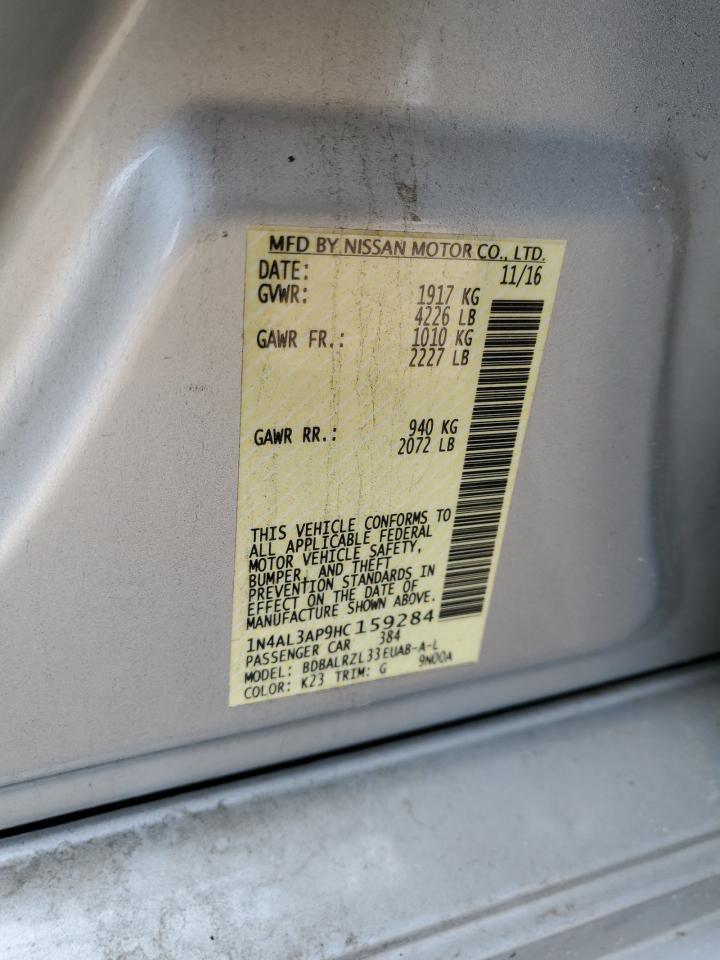 MFD BY NISSAN MOTOR CO., LTD.
DATE: 11/16
GVWR: 1917 KG
4226 LB
GAWR FR.: 1010 KG
2227 LB
GAWR RR.: 940 KG
2072 LB
THIS VEHICLE CONFORMS TO
ALL APPLICABLE FEDERAL
MOTOR VEHICLE SAFETY,
BUMPER, AND THEFT
PREVENTION STANDARDS IN
EFFECT ON THE DATE OF
MANUFACTURE SHOWN ABOVE.
1N4AL3AP9HC159284
PASSENGER CAR 384
MODEL: BDBALRZL33EUAB-A-L
COLOR: K23 TRIM: G 9N00A